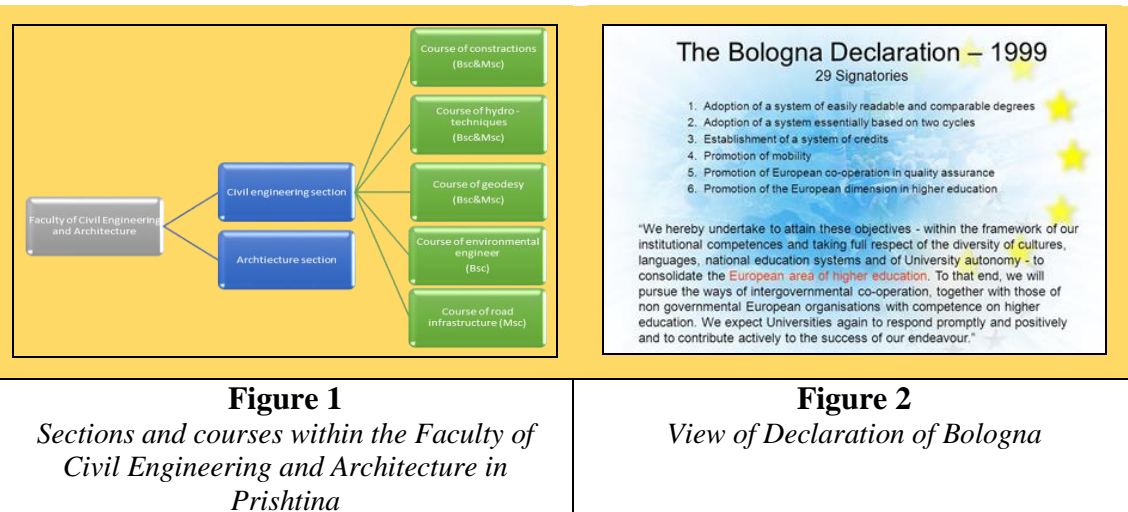 Faculty of Civil Engineering
and Architecture
Civil engineering section
Archtiecture section
Course of constractions
(Bsc&Msc)
Course of hydro-
techniques
(Bsc&Msc)
Course of geodesy
(Bsc&Msc)
Course of environmental
engineer
(Bsc)
Course of road
infrastructure (Msc)
The Bologna Declaration – 1999
29 Signatories
1. Adoption of a system of easily readable and comparable degrees
2. Adoption of a system essentially based on two cycles
3. Establishment of a system of credits
4. Promotion of mobility
5. Promotion of European co-operation in quality assurance
6. Promotion of the European dimension in higher education
“We hereby undertake to attain these objectives - within the framework of our
institutional competences and taking full respect of the diversity of cultures,
languages, national education systems and of University autonomy - to
consolidate the European area of higher education. To that end, we will
pursue the ways of intergovernmental co-operation, together with those of
non governmental European organisations with competence on higher
education. We expect Universities again to respond promptly and positively
and to contribute actively to the success of our endeavour.”
Figure 1
Sections and courses within the Faculty of
Civil Engineering and Architecture in
Prishtina
Figure 2
View of Declaration of Bologna